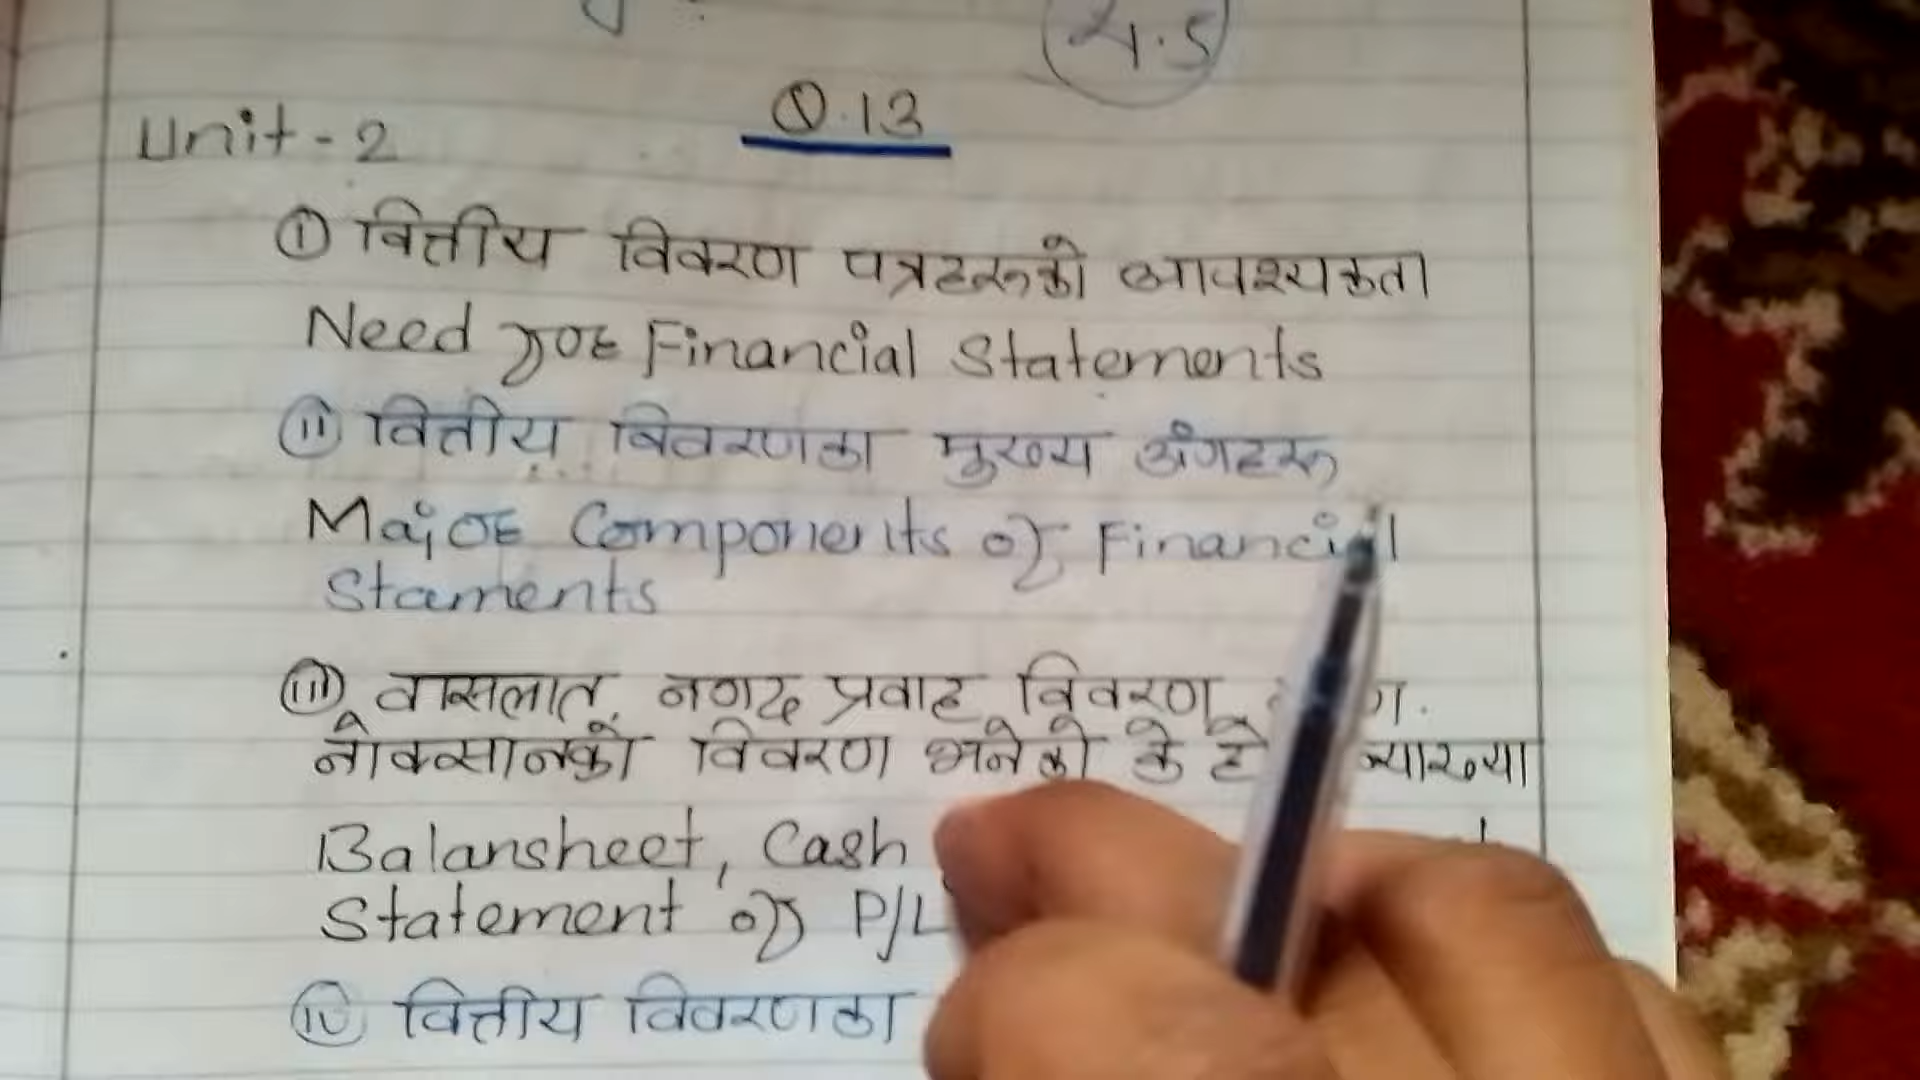 4.5
Q.13
Unit-2
(i) वित्तीय विवरण पत्रहरूको आवश्यकता
Need for Financial Statements
(ii) वित्तीय विवरणका मुख्य अंगहरू
Major Components of Financial
Staments
(iii) वासलात, नगद प्रवाह विवरण,
नोक्सानको विवरण भनेको के हो व्याख्या
Balansheet, Cash
Statement of P/L
(iv) वित्तीय विवरणका